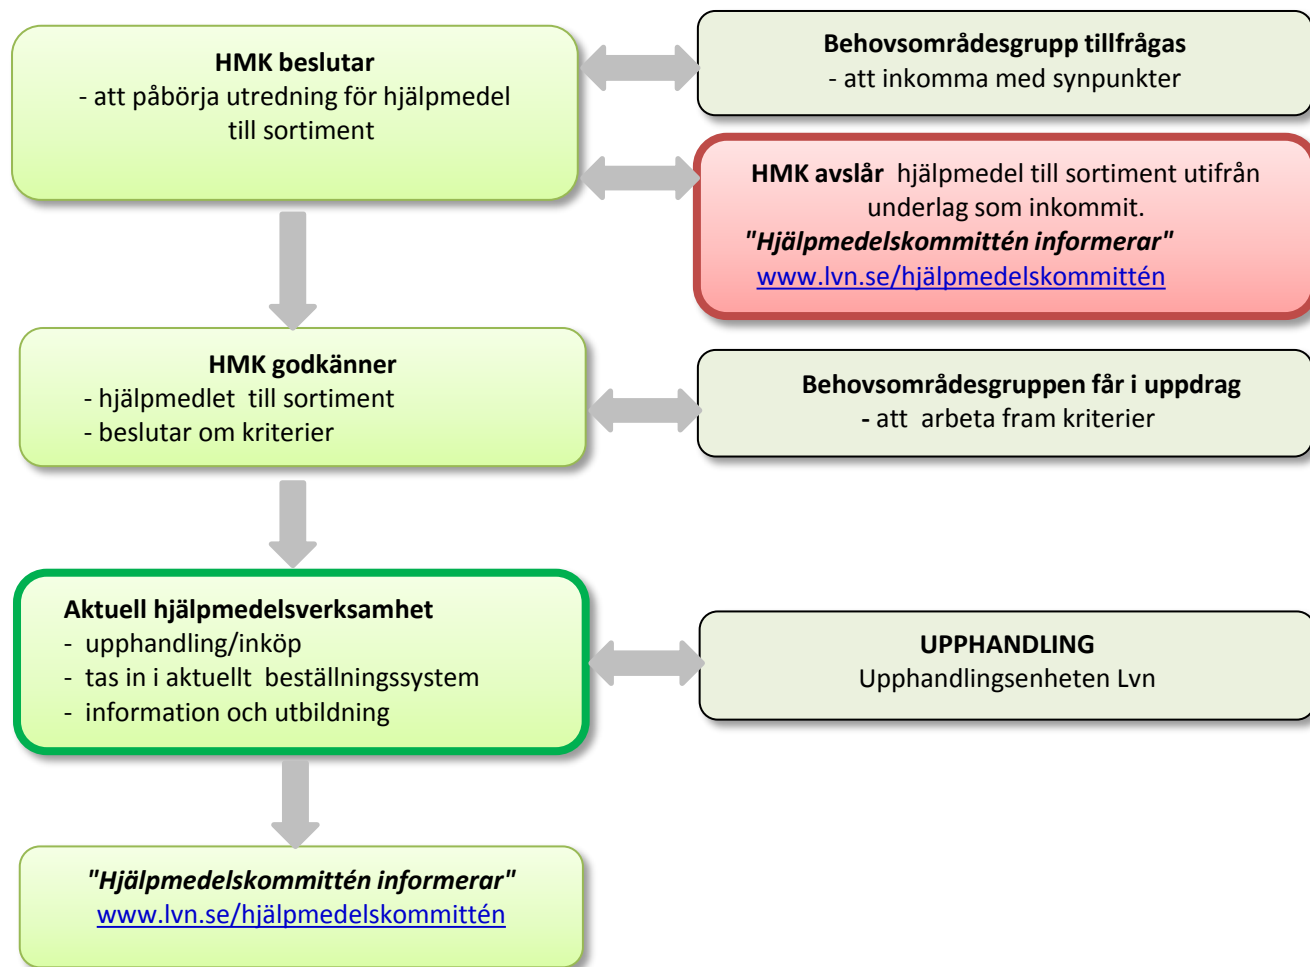 HMK beslutar
- att påbörja utredning för hjälpmedel
till sortiment
Behovsområdesgrupp tillfrågas
- att inkomma med synpunkter
HMK avslår hjälpmedel till sortiment utifrån
underlag som inkommit.
"Hjälpmedelskommittén informerar"
www.lvn.se/hjälpmedelskommittén
HMK godkänner
- hjälpmedlet till sortiment
- beslutar om kriterier
Behovsområdesgruppen får i uppdrag
- att arbeta fram kriterier
Aktuell hjälpmedelsverksamhet
- upphandling/inköp
- tas in i aktuellt beställningssystem
- information och utbildning
UPPHANDLING
Upphandlingsenheten Lvn
"Hjälpmedelskommittén informerar"
www.lvn.se/hjälpmedelskommittén